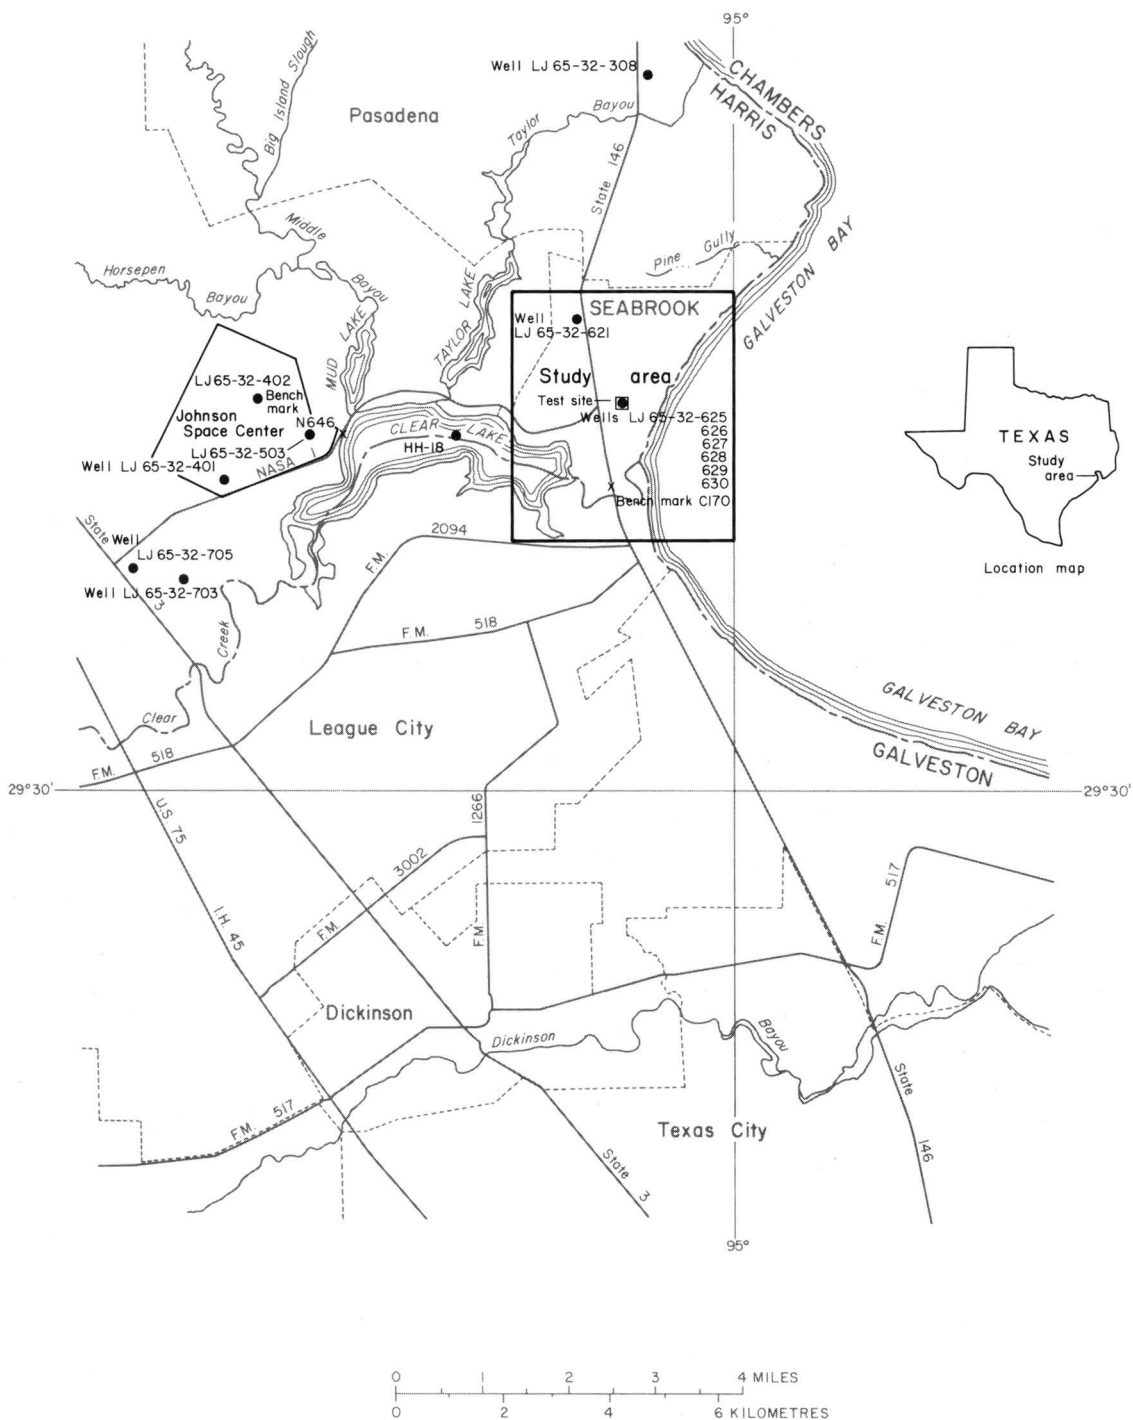 95°
Well LJ 65-32-308
CHAMBERS
HARRIS
Big Island Slough
Pasadena
Taylor
Bayou
State 146
Middle
Pine Gully
GALVESTON BAY
Horsepen
Bayou
Bayou
MUD LAKE
TAYLOR LAKE
SEABROOK
Well
LJ 65-32-621
LJ 65-32-402
Bench
mark
N646
Johnson
Space Center
LJ 65-32-503
NASA 1
Well LJ 65-32-401
CLEAR LAKE
HH-18
Study area
Test site
Wells LJ 65-32-625
626
627
628
629
630
Bench mark C170
TEXAS
Study
area
Location map
State 3
Well
LJ 65-32-705
Well LJ 65-32-703
F.M. 2094
F.M. 518
Creek
Clear
League City
GALVESTON BAY
GALVESTON
F.M. 518
29°30'
29°30'
U.S. 75
1266
3002
F.M.
F.M.
F.M. 517
I.H. 45
Dickinson
Dickinson
Bayou
F.M. 517
State
146
Texas City
State 3
95°
0 1 2 3 4 MILES
0 2 4 6 KILOMETRES